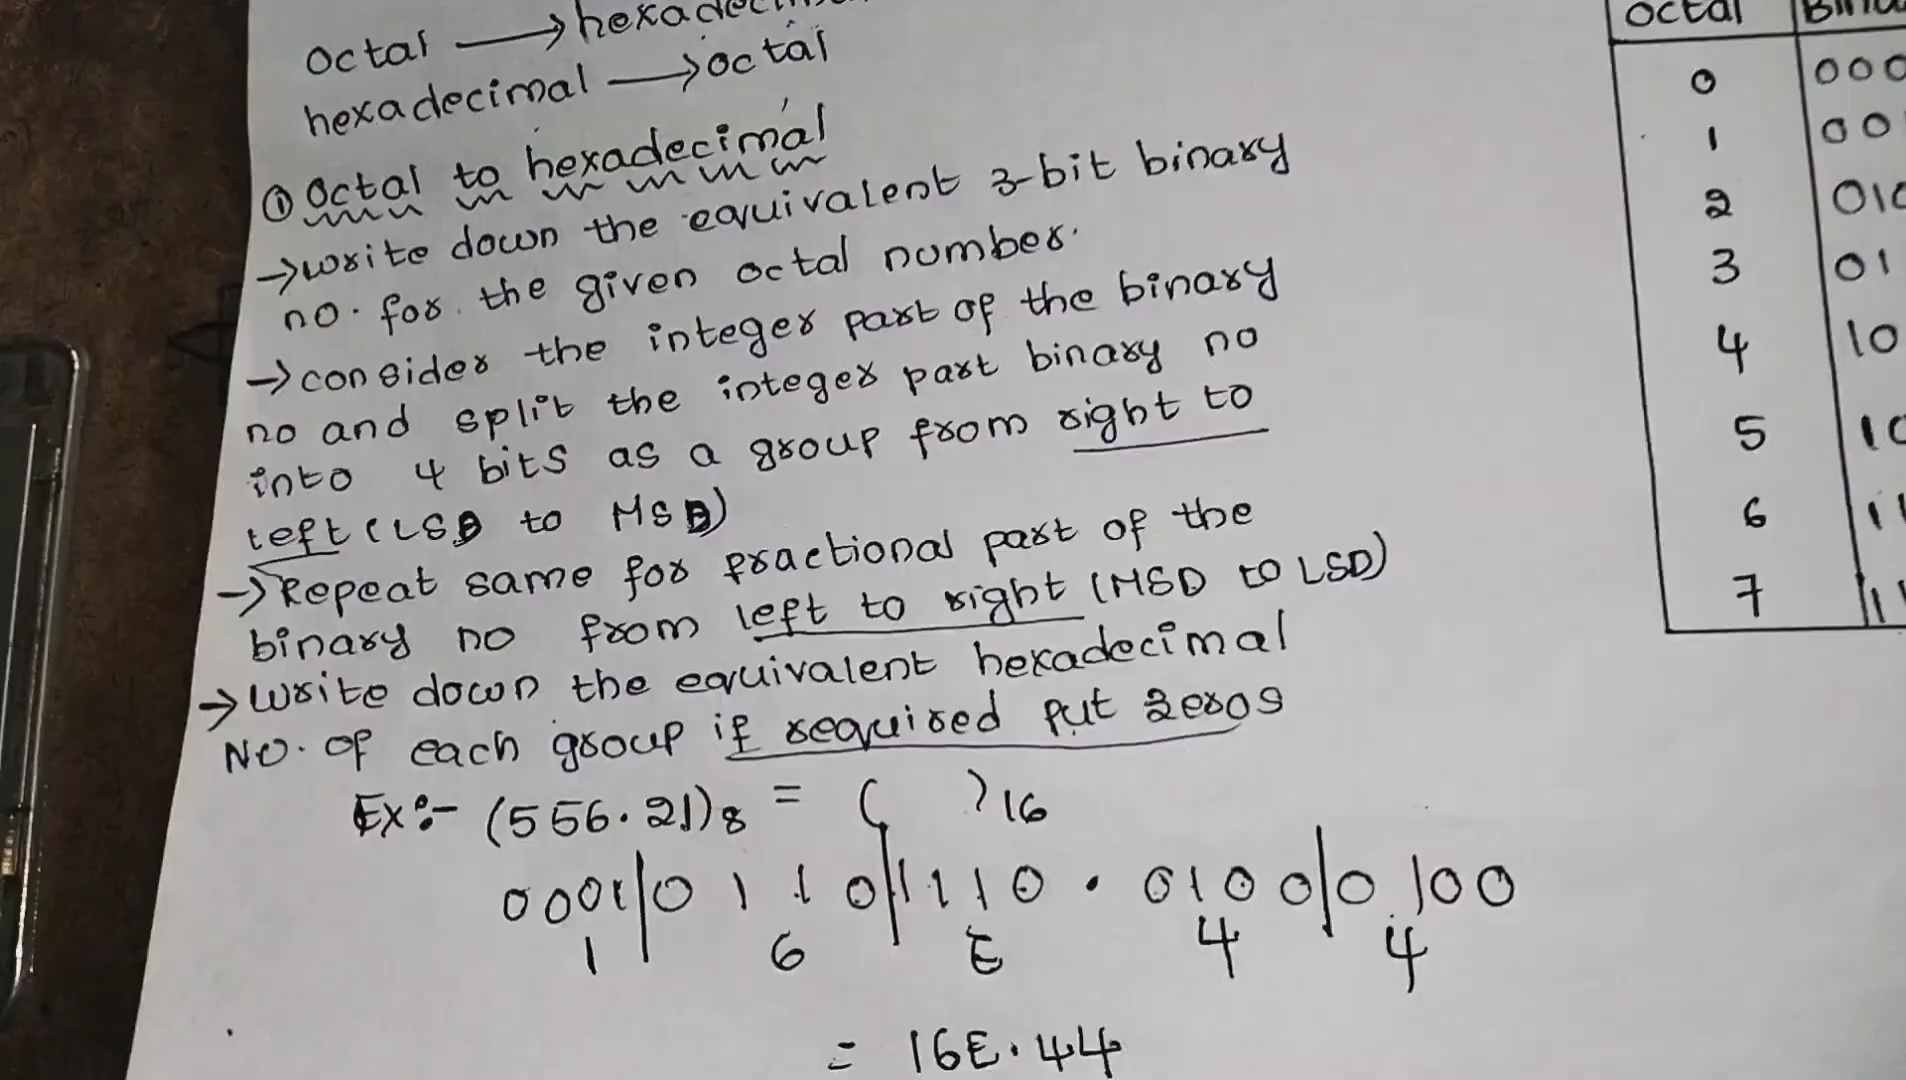 octal → hexadecimal
hexadecimal → octal
① Octal to hexadecimal
→ write down the equivalent 3-bit binary
no. for the given octal number.
→ consider the integer part of the binary
no and split the integer part binary no
into 4 bits as a group from right to
left (LSD to MSD)
→ Repeat same for fractional part of the
binary no from left to right (MSD to LSD)
→ Write down the equivalent hexadecimal
No. of each group if required put zeros
Ex:- (556.21)8 = ( )16
0001|0110|1110 . 0100|0100
1 6 E 4 4
= 16E.44
octal
0 000
1 00
2 010
3 01
4 10
5 10
6 11
7 11